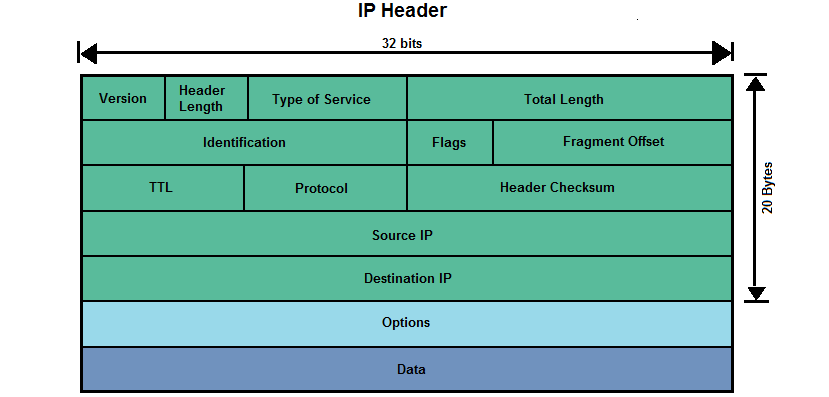 IP Header
32 bits
Version
Header
Length
Type of Service
Total Length
Identification
Flags
Fragment Offset
TTL
Protocol
Header Checksum
Source IP
Destination IP
20 Bytes
Options
Data